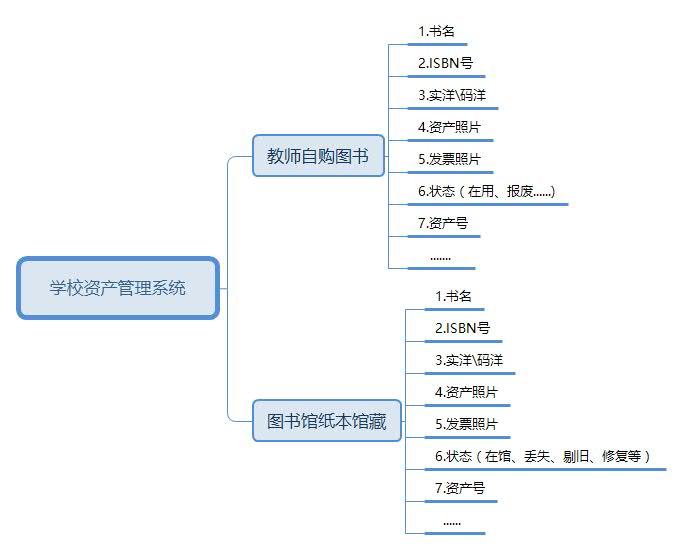 学校资产管理系统
教师自购图书
1.书名
2.ISBN号
3.实洋\码洋
4.资产照片
5.发票照片
6.状态（在用、报废......)
7.资产号
.......
图书馆纸本馆藏
1.书名
2.ISBN号
3.实洋\码洋
4.资产照片
5.发票照片
6.状态（在馆、丢失、剔旧、修复等）
7.资产号
......